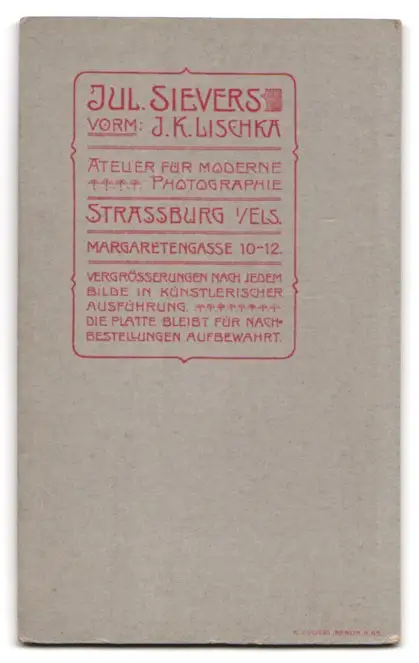 JUL. SIEVERS
VORM: J.K. LISCHKA
ATELIER FÜR MODERNE
PHOTOGRAPHIE
STRASSBURG I/ELS.
MARGARETENGASSE 10-12.
VERGRÖSSERUNGEN NACH JEDEM
BILDE IN KÜNSTLERISCHER
AUSFÜHRUNG.
DIE PLATTE BLEIBT FÜR NACH-
BESTELLUNGEN AUFBEWAHRT.